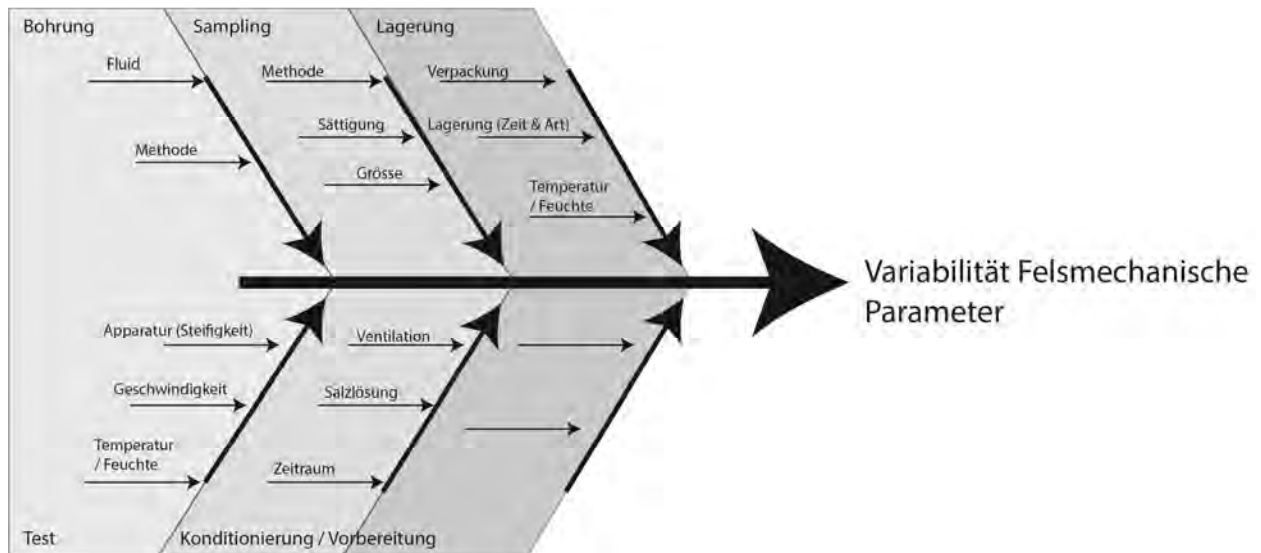 Bohrung
Sampling
Lagerung
Fluid
Methode
Methode
Sättigung
Grösse
Verpackung
Lagerung (Zeit & Art)
Temperatur
/ Feuchte
Variabilität Felsmechanische
Parameter
Apparatur (Steifigkeit)
Geschwindigkeit
Temperatur
/ Feuchte
Ventilation
Salzlösung
Zeitraum
Test
Konditionierung / Vorbereitung